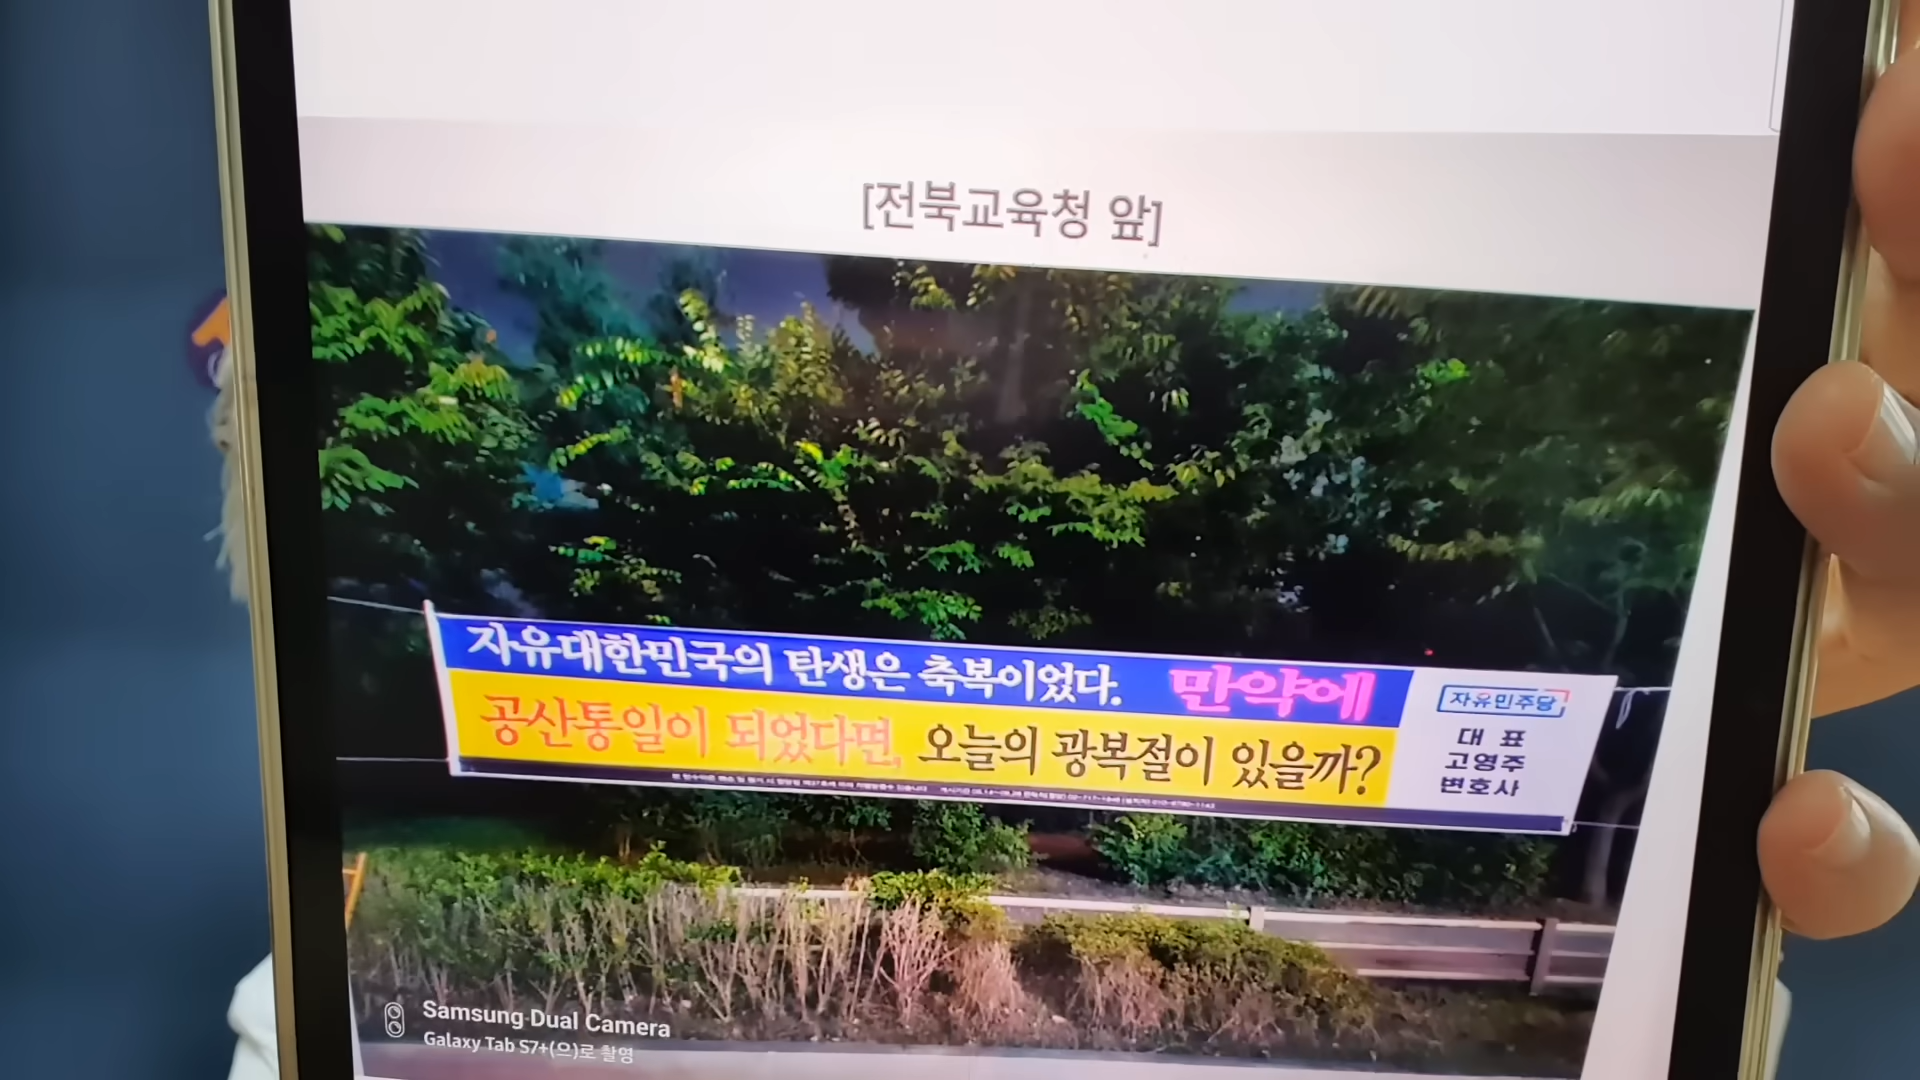 [전북교육청 앞]
자유대한민국의 탄생은 축복이었다. 만약에
공산통일이 되었다면, 오늘의 광복절이 있을까?
자유민주당
대 표
고영주
변호사
Samsung Dual Camera
Galaxy Tab S7+(으)로 촬영